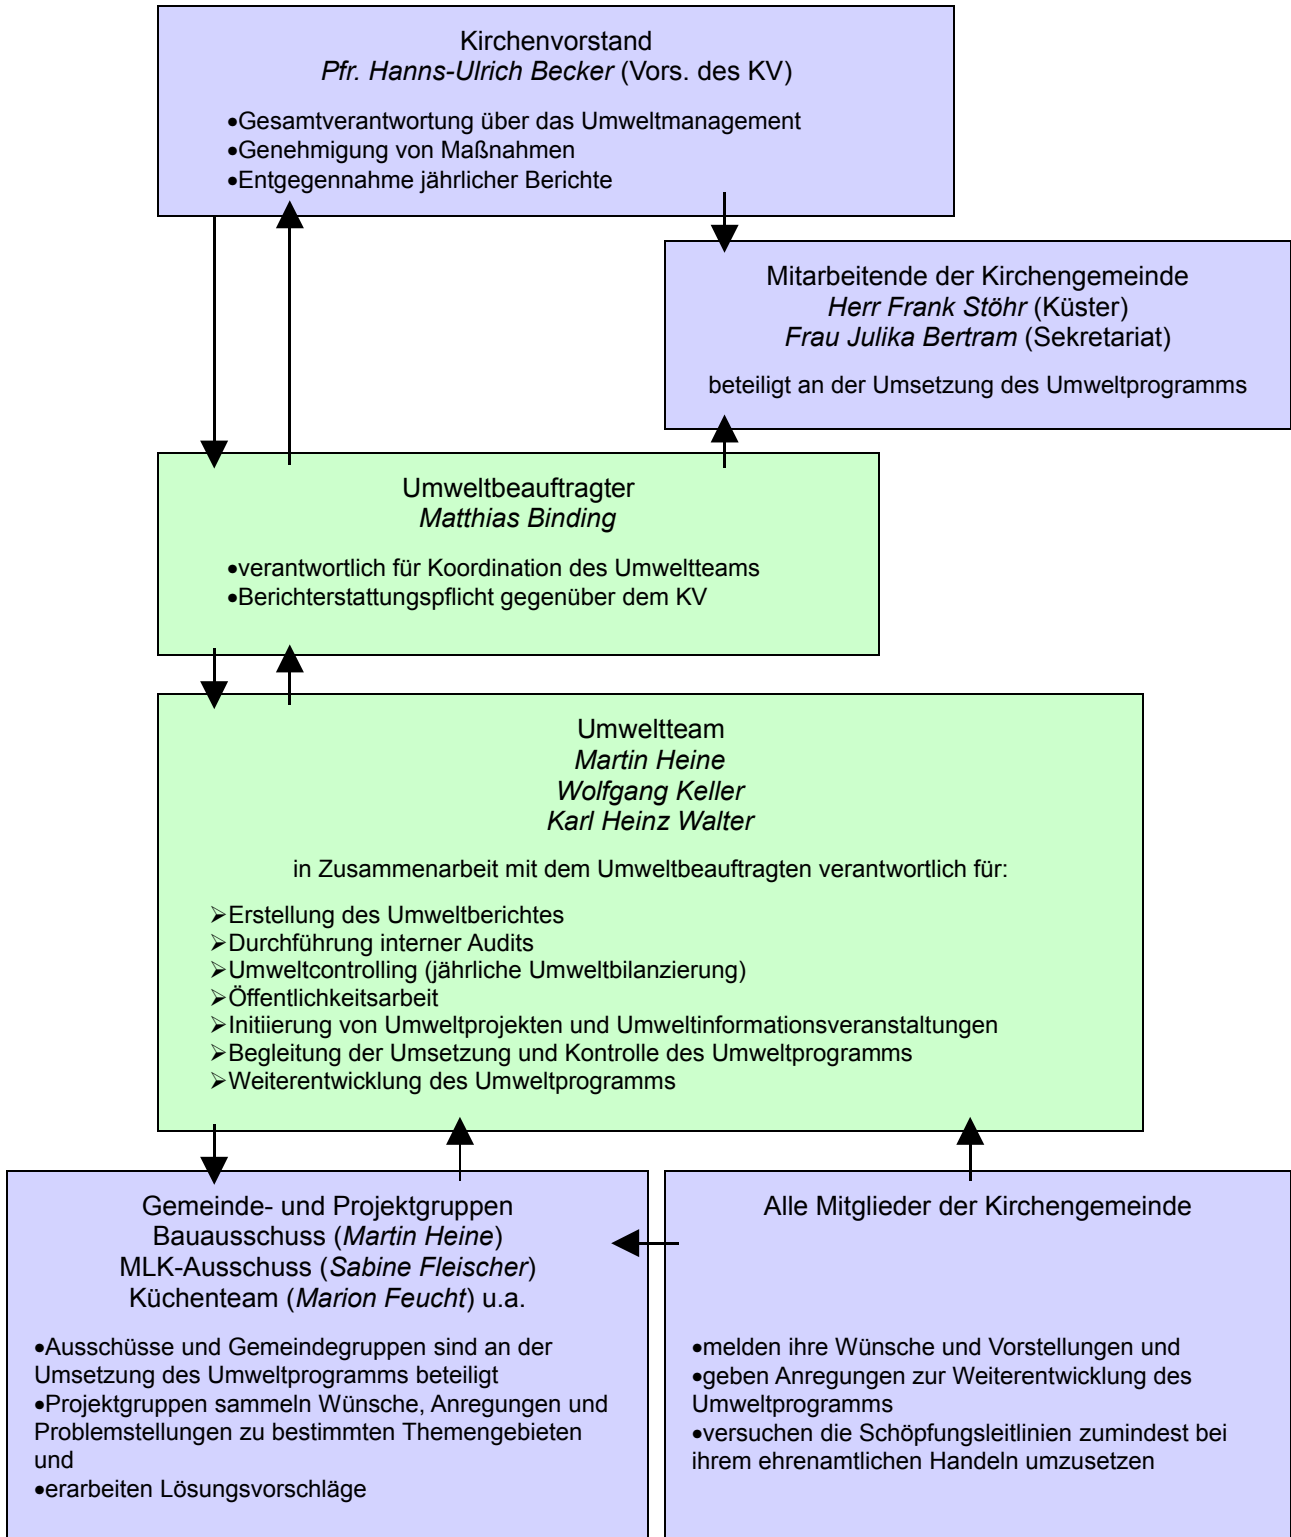 Kirchenvorstand
Pfr. Hanns-Ulrich Becker (Vors. des KV)
•Gesamtverantwortung über das Umweltmanagement
•Genehmigung von Maßnahmen
•Entgegennahme jährlicher Berichte
Mitarbeitende der Kirchengemeinde
Herr Frank Stöhr (Küster)
Frau Julika Bertram (Sekretariat)
beteiligt an der Umsetzung des Umweltprogramms
Umweltbeauftragter
Matthias Binding
•verantwortlich für Koordination des Umweltteams
•Berichterstattungspflicht gegenüber dem KV
Umweltteam
Martin Heine
Wolfgang Keller
Karl Heinz Walter
in Zusammenarbeit mit dem Umweltbeauftragten verantwortlich für:
➢Erstellung des Umweltberichtes
➢Durchführung interner Audits
➢Umweltcontrolling (jährliche Umweltbilanzierung)
➢Öffentlichkeitsarbeit
➢Initiierung von Umweltprojekten und Umweltinformationsveranstaltungen
➢Begleitung der Umsetzung und Kontrolle des Umweltprogramms
➢Weiterentwicklung des Umweltprogramms
Gemeinde- und Projektgruppen
Bauausschuss (Martin Heine)
MLK-Ausschuss (Sabine Fleischer)
Küchenteam (Marion Feucht) u.a.
•Ausschüsse und Gemeindegruppen sind an der
Umsetzung des Umweltprogramms beteiligt
•Projektgruppen sammeln Wünsche, Anregungen und
Problemstellungen zu bestimmten Themengebieten
und
•erarbeiten Lösungsvorschläge
Alle Mitglieder der Kirchengemeinde
•melden ihre Wünsche und Vorstellungen und
•geben Anregungen zur Weiterentwicklung des
Umweltprogramms
•versuchen die Schöpfungsleitlinien zumindest bei
ihrem ehrenamtlichen Handeln umzusetzen